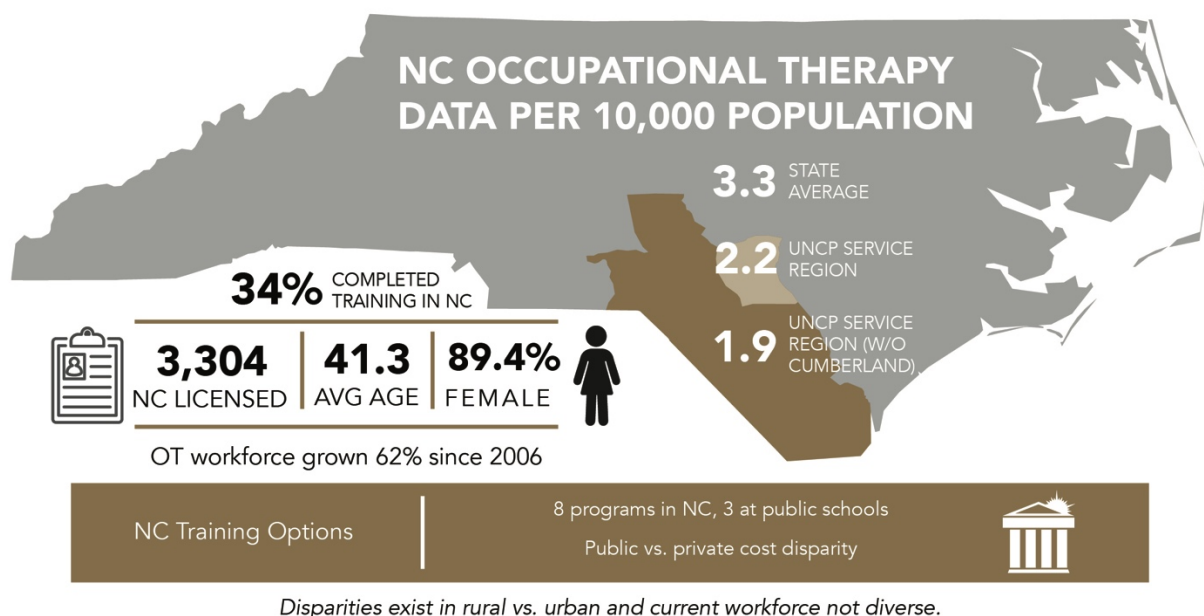 NC OCCUPATIONAL THERAPY
DATA PER 10,000 POPULATION
3.3 STATE
AVERAGE
2.2 UNCP SERVICE
REGION
1.9 UNCP SERVICE
REGION (W/O
CUMBERLAND)
34% COMPLETED
TRAINING IN NC
3,304
NC LICENSED
41.3
AVG AGE
89.4%
FEMALE
OT workforce grown 62% since 2006
NC Training Options
8 programs in NC, 3 at public schools
Public vs. private cost disparity
Disparities exist in rural vs. urban and current workforce not diverse.